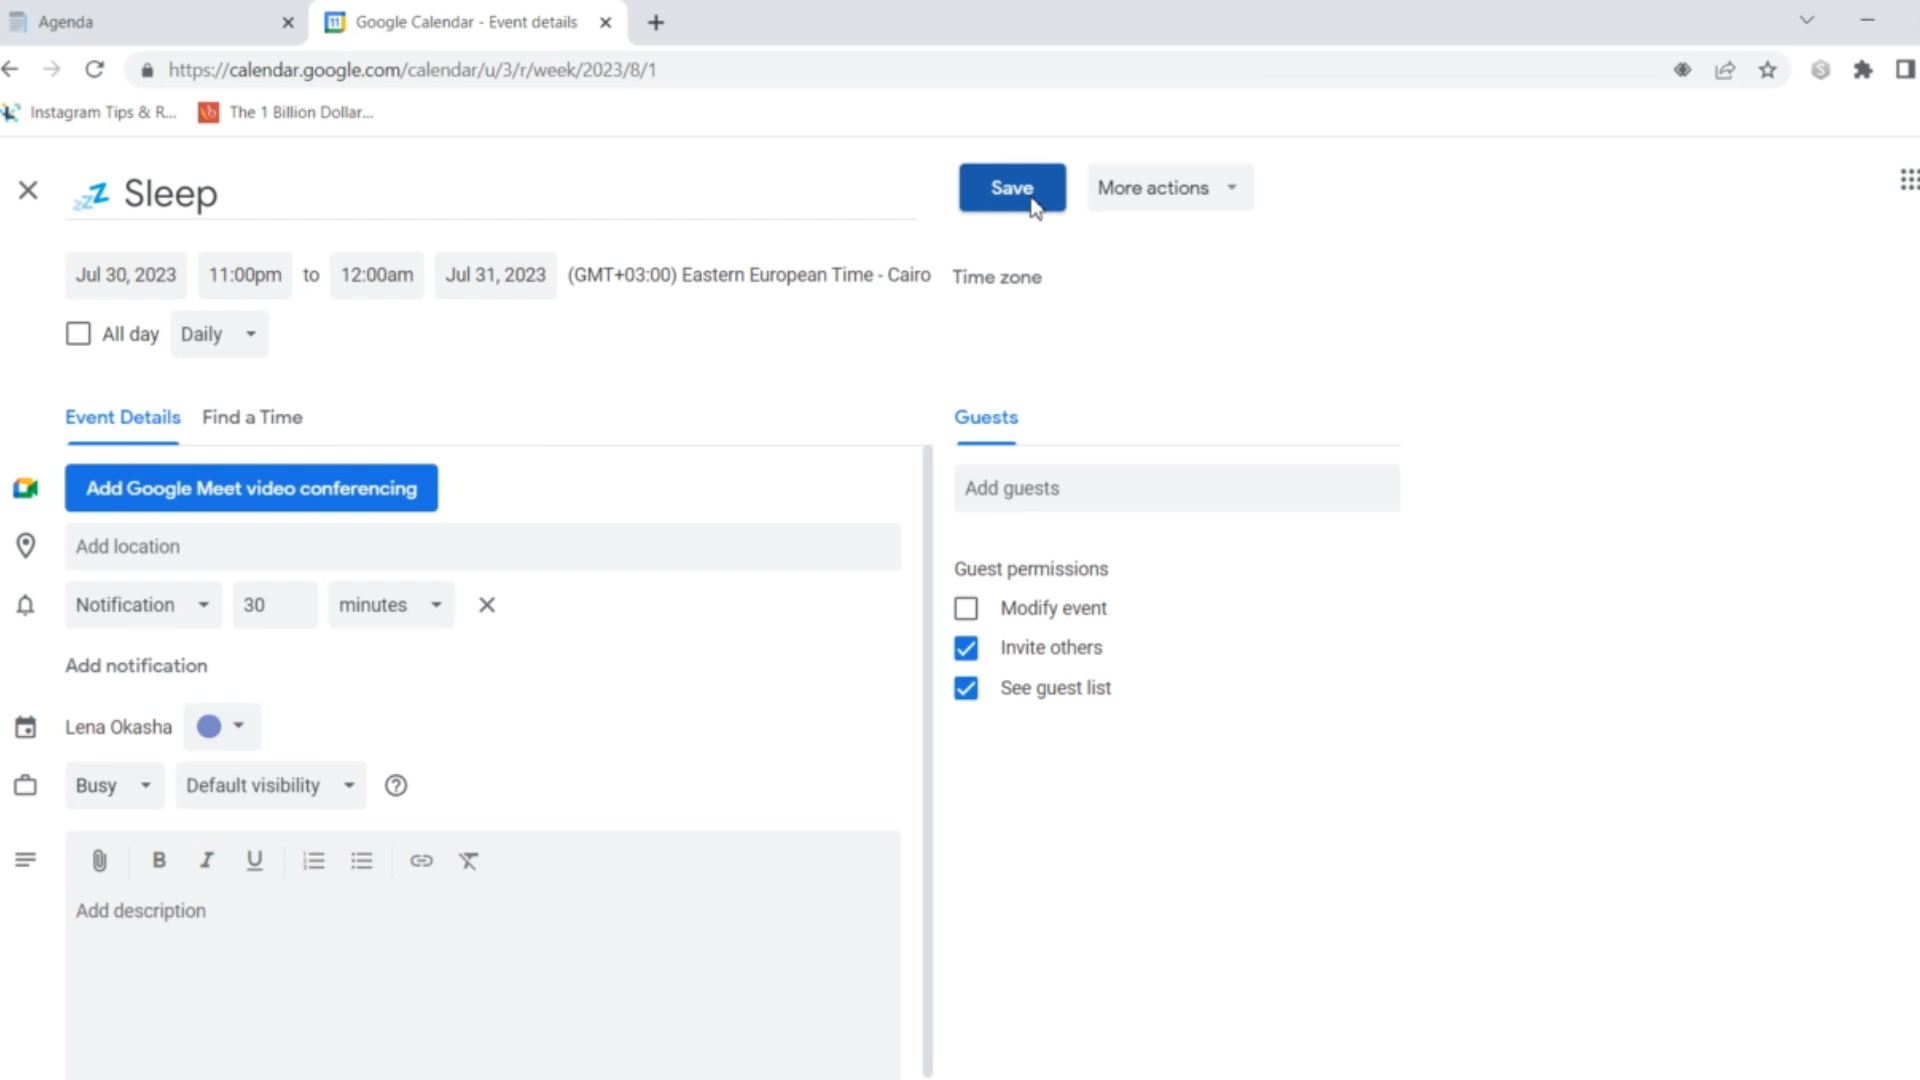 Agenda
Google Calendar - Event details
https://calendar.google.com/calendar/u/3/r/week/2023/8/1
Instagram Tips & R...
The 1 Billion Dollar...
💤 Sleep
Save
More actions
Jul 30, 2023 11:00pm to 12:00am Jul 31, 2023 (GMT+03:00) Eastern European Time - Cairo Time zone
All day Daily
Event Details Find a Time
Guests
Add Google Meet video conferencing
Add guests
Add location
Guest permissions
Notification 30 minutes
Modify event
Invite others
Add notification
See guest list
Lena Okasha
Busy Default visibility
B I U
Add description